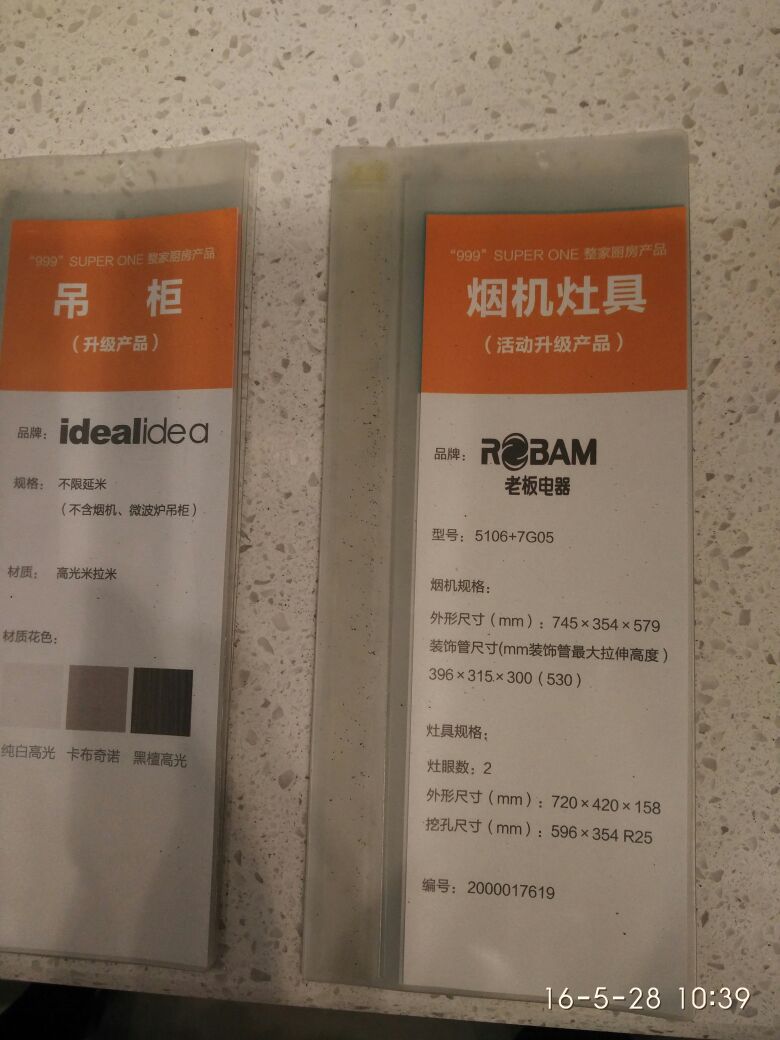 “999” SUPER ONE 整家厨房产品
吊 柜
（升级产品）
品牌： idealidea
规格： 不限延米
（不含烟机、微波炉吊柜）
材质： 高光米拉米
材质花色：
纯白高光 卡布奇诺 黑檀高光
“999” SUPER ONE 整家厨房产品
烟机灶具
（活动升级产品）
品牌： ROBAM
老板电器
型号：5106+7G05
烟机规格：
外形尺寸（mm）：745×354×579
装饰管尺寸(mm装饰管最大拉伸高度）
396×315×300（530）
灶具规格：
灶眼数：2
外形尺寸（mm）：720×420×158
挖孔尺寸（mm）：596×354 R25
编号：2000017619
16-5-28 10:39